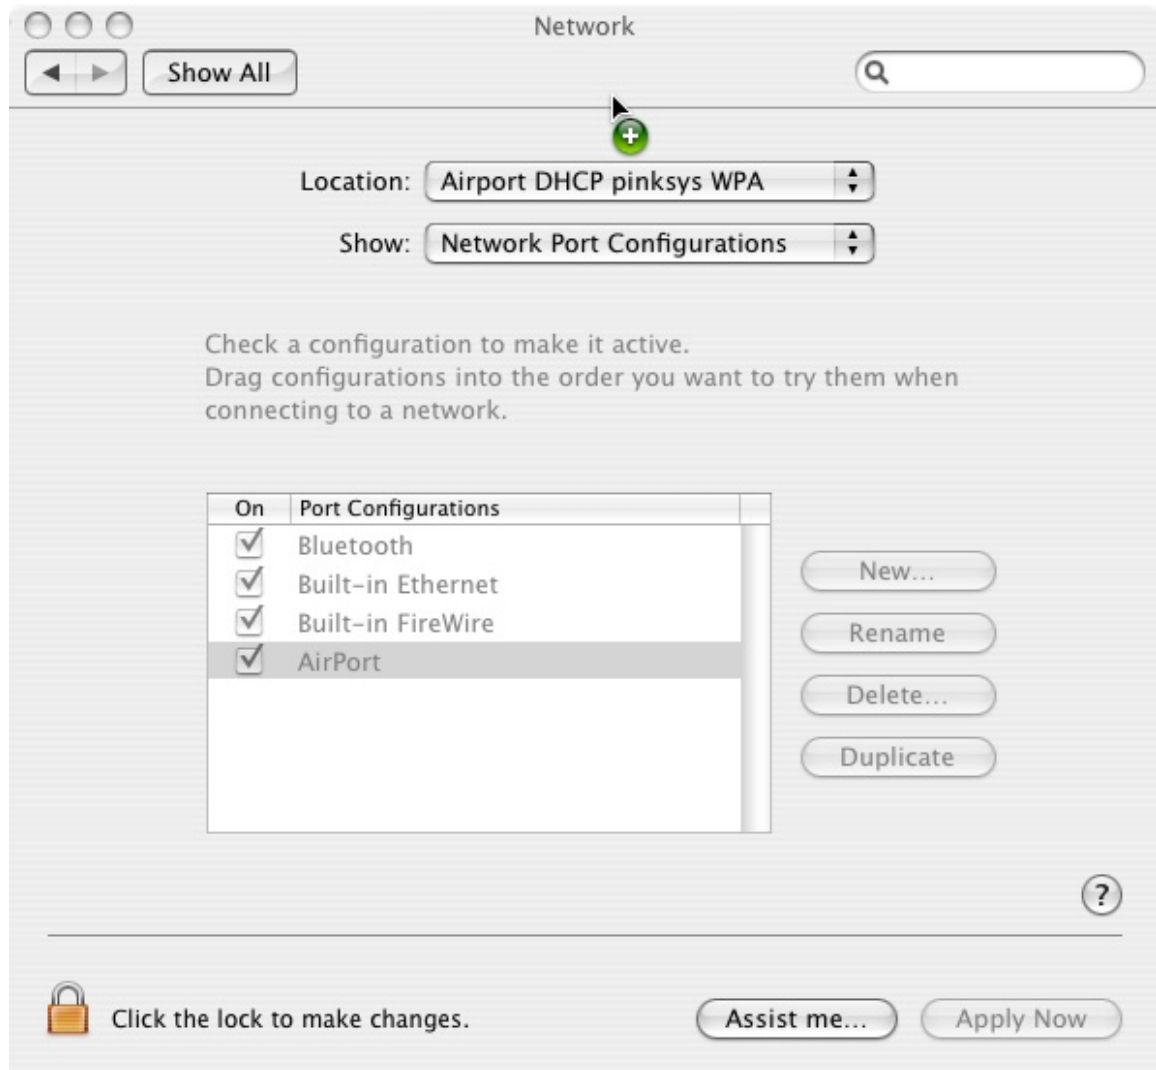 Network
Show All
Location: Airport DHCP pinksys WPA
Show: Network Port Configurations
Check a configuration to make it active.
Drag configurations into the order you want to try them when
connecting to a network.
On Port Configurations
Bluetooth
Built-in Ethernet
Built-in FireWire
AirPort
New...
Rename
Delete...
Duplicate
?
Click the lock to make changes.
Assist me...
Apply Now